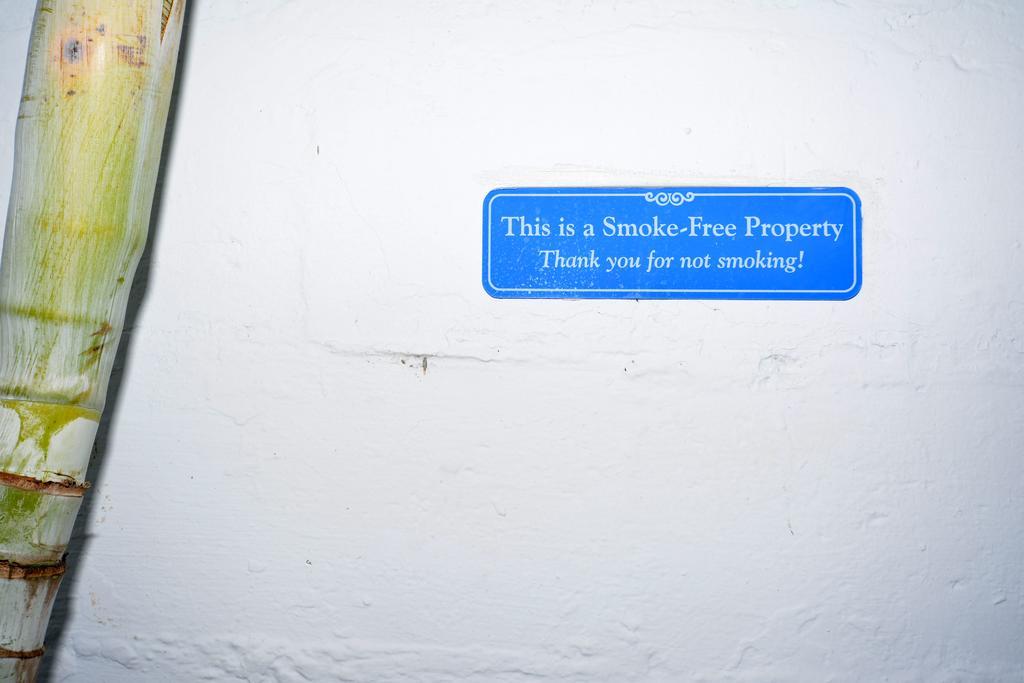 This is a Smoke-Free Property
Thank you for not smoking!